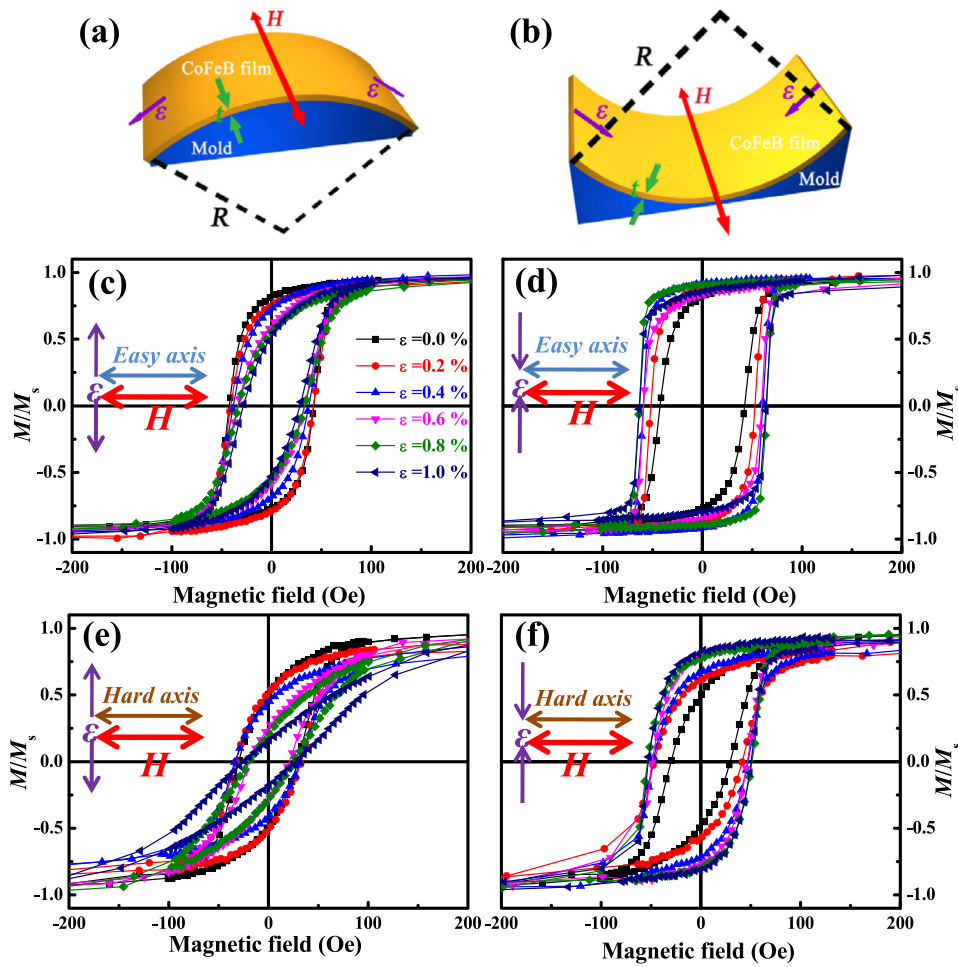 (a)
H
CoFeB film
ε
ε
t
Mold
R
(b)
R
H
ε
ε
CoFeB film
t
Mold
(c)
1.0
0.5
0.0
-0.5
-1.0
M/Ms
Easy axis
ε
H
ε =0.0 %
ε =0.2 %
ε =0.4 %
ε =0.6 %
ε =0.8 %
ε =1.0 %
-200 -100 0 100 200
Magnetic field (Oe)
(d)
Easy axis
ε
H
1.0
0.5
0.0
-0.5
-1.0
M/Ms
-200 -100 0 100 200
Magnetic field (Oe)
(e)
1.0
0.5
0.0
-0.5
-1.0
M/Ms
Hard axis
ε
H
-200 -100 0 100 200
Magnetic field (Oe)
(f)
Hard axis
ε
H
1.0
0.5
0.0
-0.5
-1.0
M/Ms
-200 -100 0 100 200
Magnetic field (Oe)